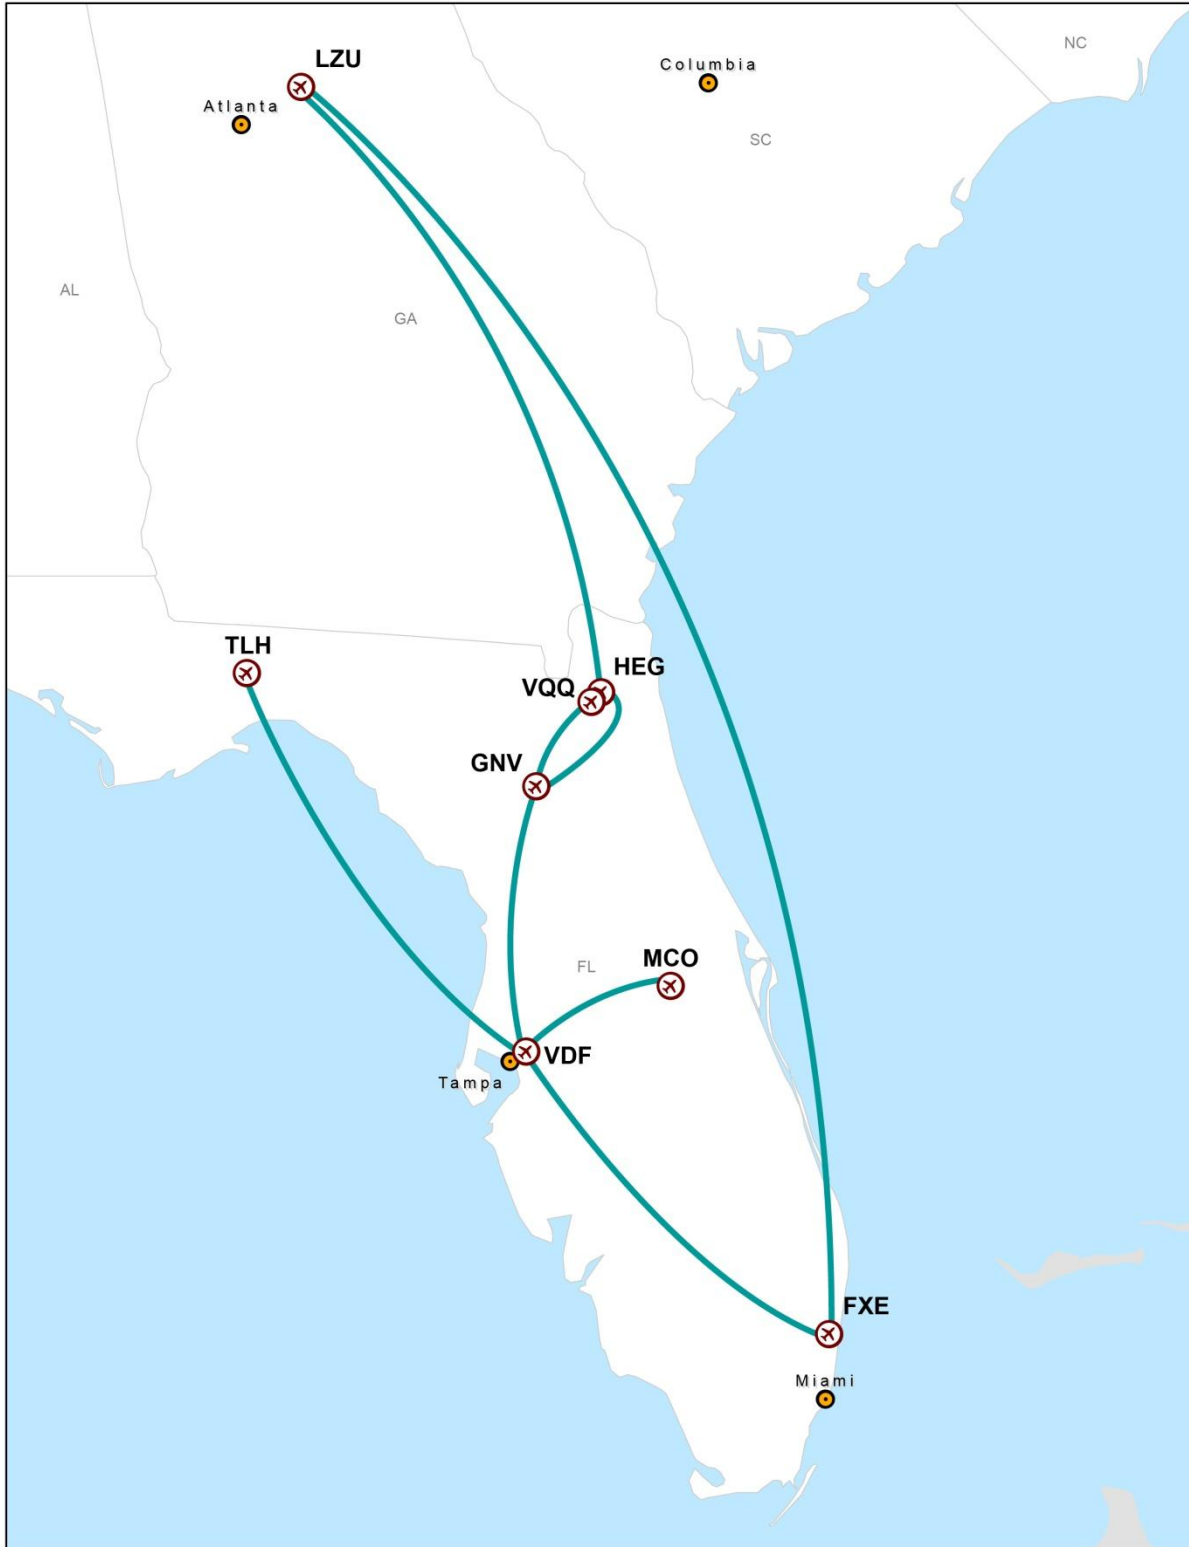 LZU
Columbia
NC
Atlanta
SC
AL
GA
TLH
HEG
VQQ
GNV
MCO
FL
VDF
Tampa
FXE
Miami